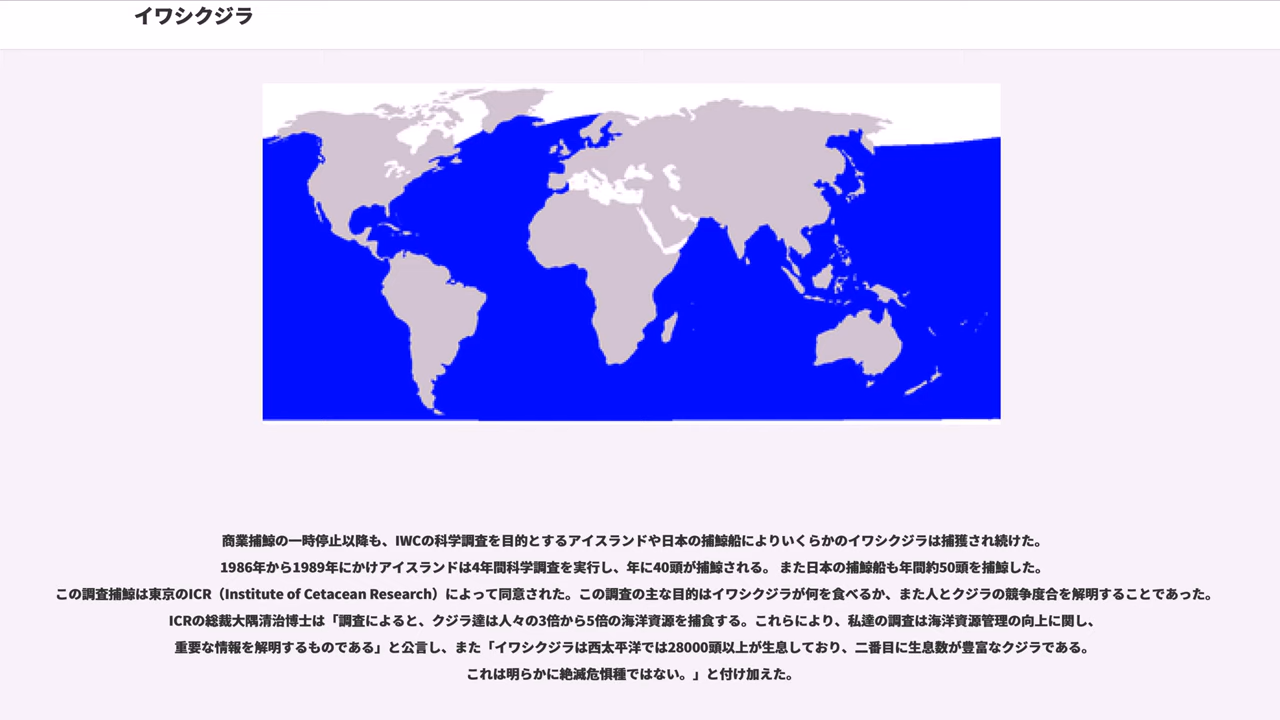 イワシクジラ
商業捕鯨の一時停止以降も、IWCの科学調査を目的とするアイスランドや日本の捕鯨船によりいくらかのイワシクジラは捕獲され続けた。
1986年から1989年にかけアイスランドは4年間科学調査を実行し、年に40頭が捕鯨される。 また日本の捕鯨船も年間約50頭を捕鯨した。
この調査捕鯨は東京のICR（Institute of Cetacean Research）によって同意された。この調査の主な目的はイワシクジラが何を食べるか、また人とクジラの競争度合を解明することであった。
ICRの総裁大隅清治博士は「調査によると、クジラ達は人々の3倍から5倍の海洋資源を捕食する。これらにより、私達の調査は海洋資源管理の向上に関し、
重要な情報を解明するものである」と公言し、また「イワシクジラは西太平洋では28000頭以上が生息しており、二番目に生息数が豊富なクジラである。
これは明らかに絶滅危惧種ではない。」と付け加えた。